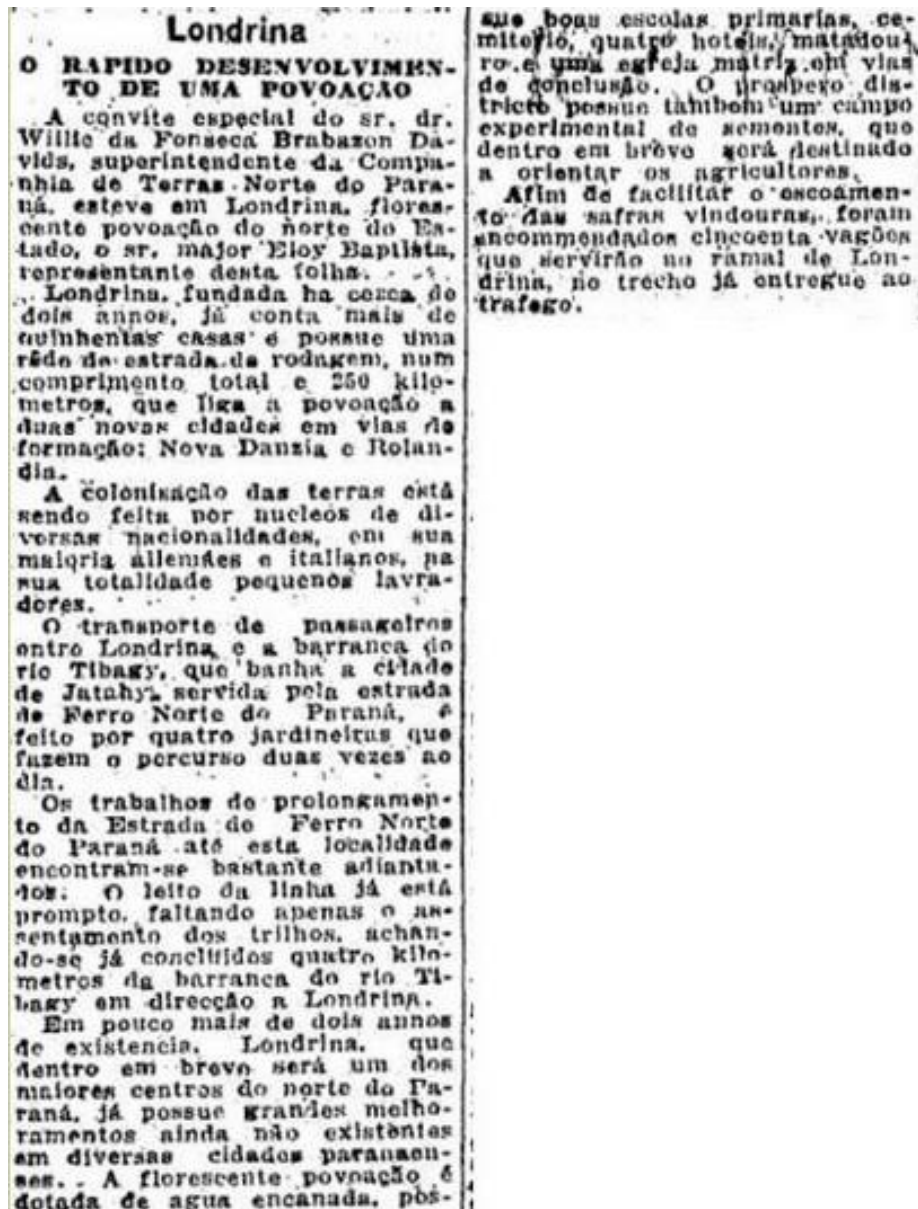 Londrina
O RAPIDO DESENVOLVIMEN-
TO DE UMA POVOAÇÃO
A convite especial do sr. dr.
Willie da Fonseca Brabazon Da-
vids, superintendente da Compa-
nhia de Terras Norte do Para-
ná, esteve em Londrina, flores-
cente povoação do norte do Es-
tado, o sr. major Eloy Baptista,
representante desta folha.
Londrina, fundada ha cerca de
dois annos, já conta mais de
quinhentas casas e possue uma
rêde de estrada de rodagem, num
comprimento total e 250 kilo-
metros, que liga a povoação a
duas novas cidades em vias de
formação: Nova Danzia e Rolan-
dia.
A colonisação das terras está
sendo feita por nucleos de di-
versas nacionalidades, em sua
maioria allemães e italianos, na
sua totalidade pequenos lavra-
dores.
O transporte de passageiros
entre Londrina e a barranca do
rio Tibagy, que banha a cidade
de Jatahy, servida pela estrada
de Ferro Norte do Paraná, é
feito por quatro jardineiras que
fazem o percurso duas vezes ao
dia.
Os trabalhos de prolongamen-
to da Estrada de Ferro Norte
do Paraná até esta localidade
encontram-se bastante adianta-
dos. O leito da linha já está
prompto, faltando apenas o as-
sentamento dos trilhos, achan-
do-se já concluidos quatro kilo-
metros da barranca do rio Ti-
bagy em direcção a Londrina.
Em pouco mais de dois annos
de existencia, Londrina, que
dentro em breve será um dos
maiores centros do norte do Pa-
raná, já possue grandes melho-
ramentos ainda não existentes
em diversas cidades paranaen-
ses. A florescente povoação é
dotada de agua encanada, pos-
sue boas escolas primarias, ce-
miterio, quatro hoteis, matadou-
ro e uma egreja matriz em vias
de conclusão. O prospero dis-
tricto possue tambem um campo
experimental de sementes, que
dentro em breve será destinado
a orientar os agricultores.
Afim de facilitar o escoamen-
to das safras vindouras, foram
encommendados cincoenta vagões
que servirão no ramal de Lon-
drina, no trecho já entregue ao
trafego.